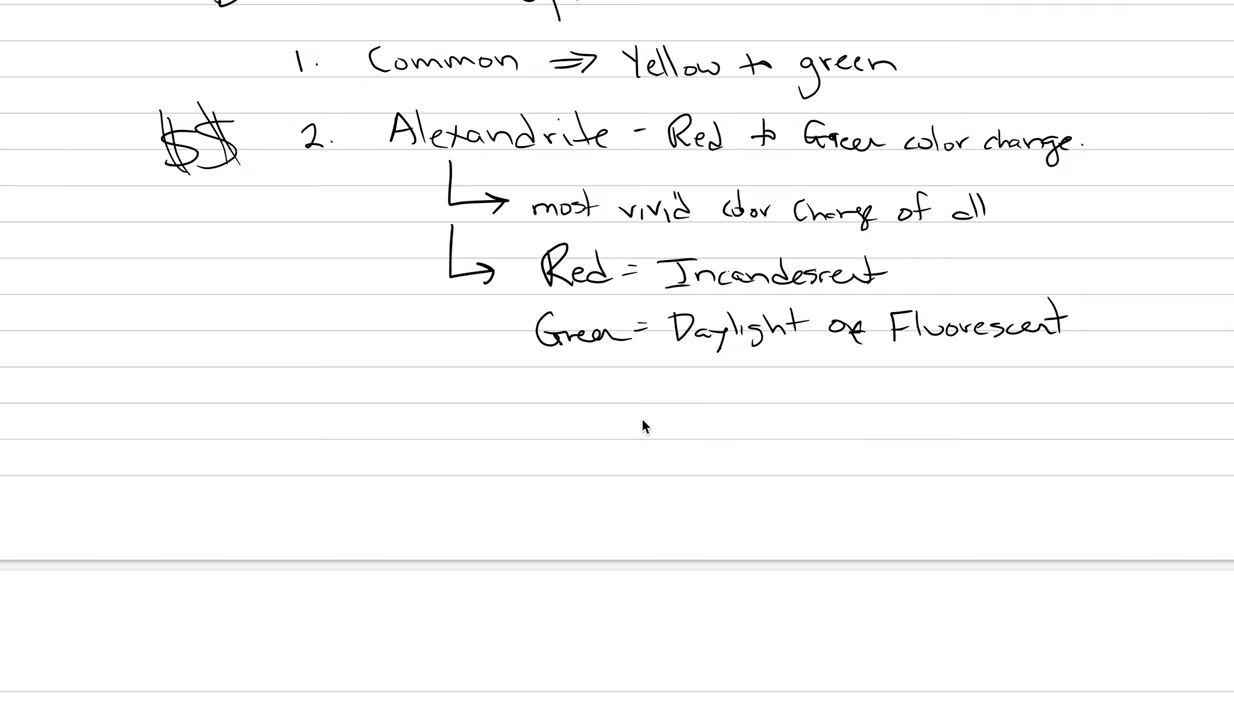 1. Common ⇒ Yellow to green
$$ 2. Alexandrite - Red to Green color change.
most vivid color change of all
Red = Incandescent
Green = Daylight or Fluorescent